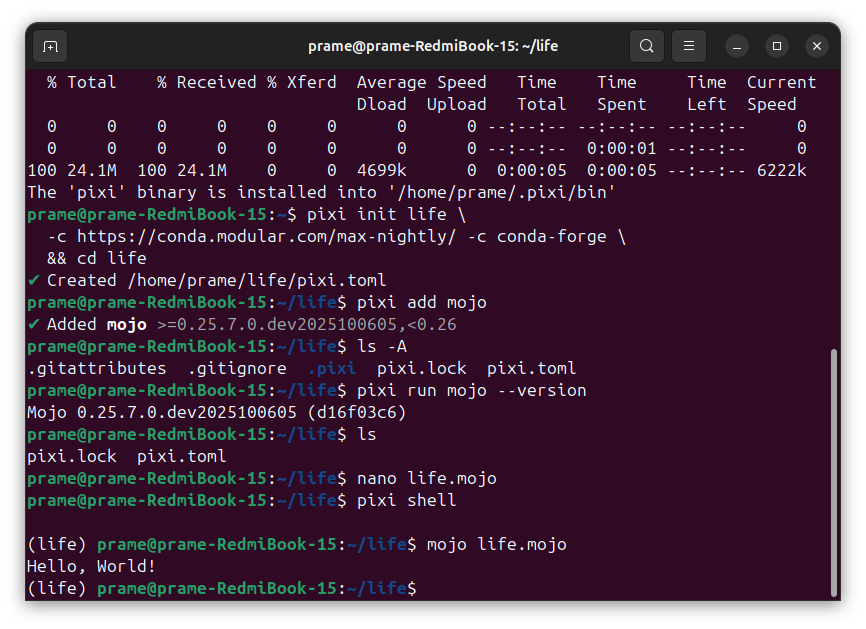 prame@prame-RedmiBook-15: ~/life
% Total % Received % Xferd Average Speed Time Time Time Current
Dload Upload Total Spent Left Speed
0 0 0 0 0 0 0 0 --:--:-- --:--:-- --:--:-- 0
0 0 0 0 0 0 0 0 --:--:-- 0:00:01 --:--:-- 0
100 24.1M 100 24.1M 0 0 4699k 0 0:00:05 0:00:05 --:--:-- 6222k
The 'pixi' binary is installed into '/home/prame/.pixi/bin'
prame@prame-RedmiBook-15:~$ pixi init life \
-c https://conda.modular.com/max-nightly/ -c conda-forge \
&& cd life
✔ Created /home/prame/life/pixi.toml
prame@prame-RedmiBook-15:~/life$ pixi add mojo
✔ Added mojo >=0.25.7.0.dev2025100605,<0.26
prame@prame-RedmiBook-15:~/life$ ls -A
.gitattributes .gitignore .pixi pixi.lock pixi.toml
prame@prame-RedmiBook-15:~/life$ pixi run mojo --version
Mojo 0.25.7.0.dev2025100605 (d16f03c6)
prame@prame-RedmiBook-15:~/life$ ls
pixi.lock pixi.toml
prame@prame-RedmiBook-15:~/life$ nano life.mojo
prame@prame-RedmiBook-15:~/life$ pixi shell
(life) prame@prame-RedmiBook-15:~/life$ mojo life.mojo
Hello, World!
(life) prame@prame-RedmiBook-15:~/life$